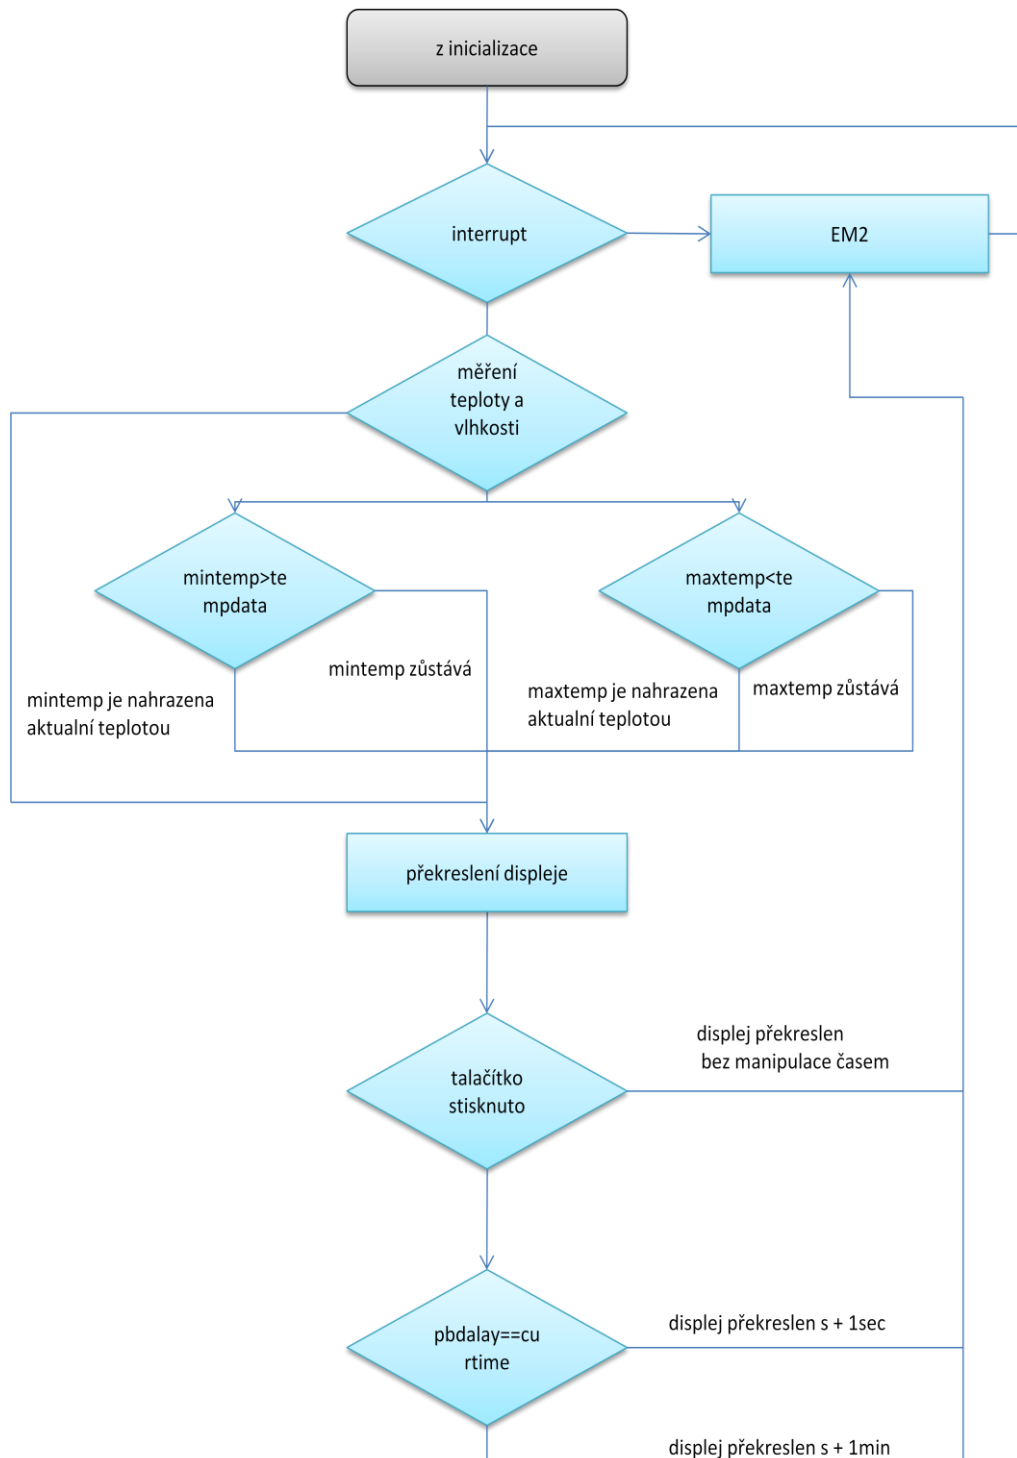 z inicializace
interrupt
EM2
měření
teploty a
vlhkosti
mintemp>te
mpdata
maxtemp<te
mpdata
mintemp zůstává
mintemp je nahrazena
aktualní teplotou
maxtemp je nahrazena
aktualní teplotou
maxtemp zůstává
překreslení displeje
talačítko
stisknuto
displej překreslen
bez manipulace časem
pbdalay==cu
rtime
displej překreslen s + 1sec
displej překreslen s + 1min